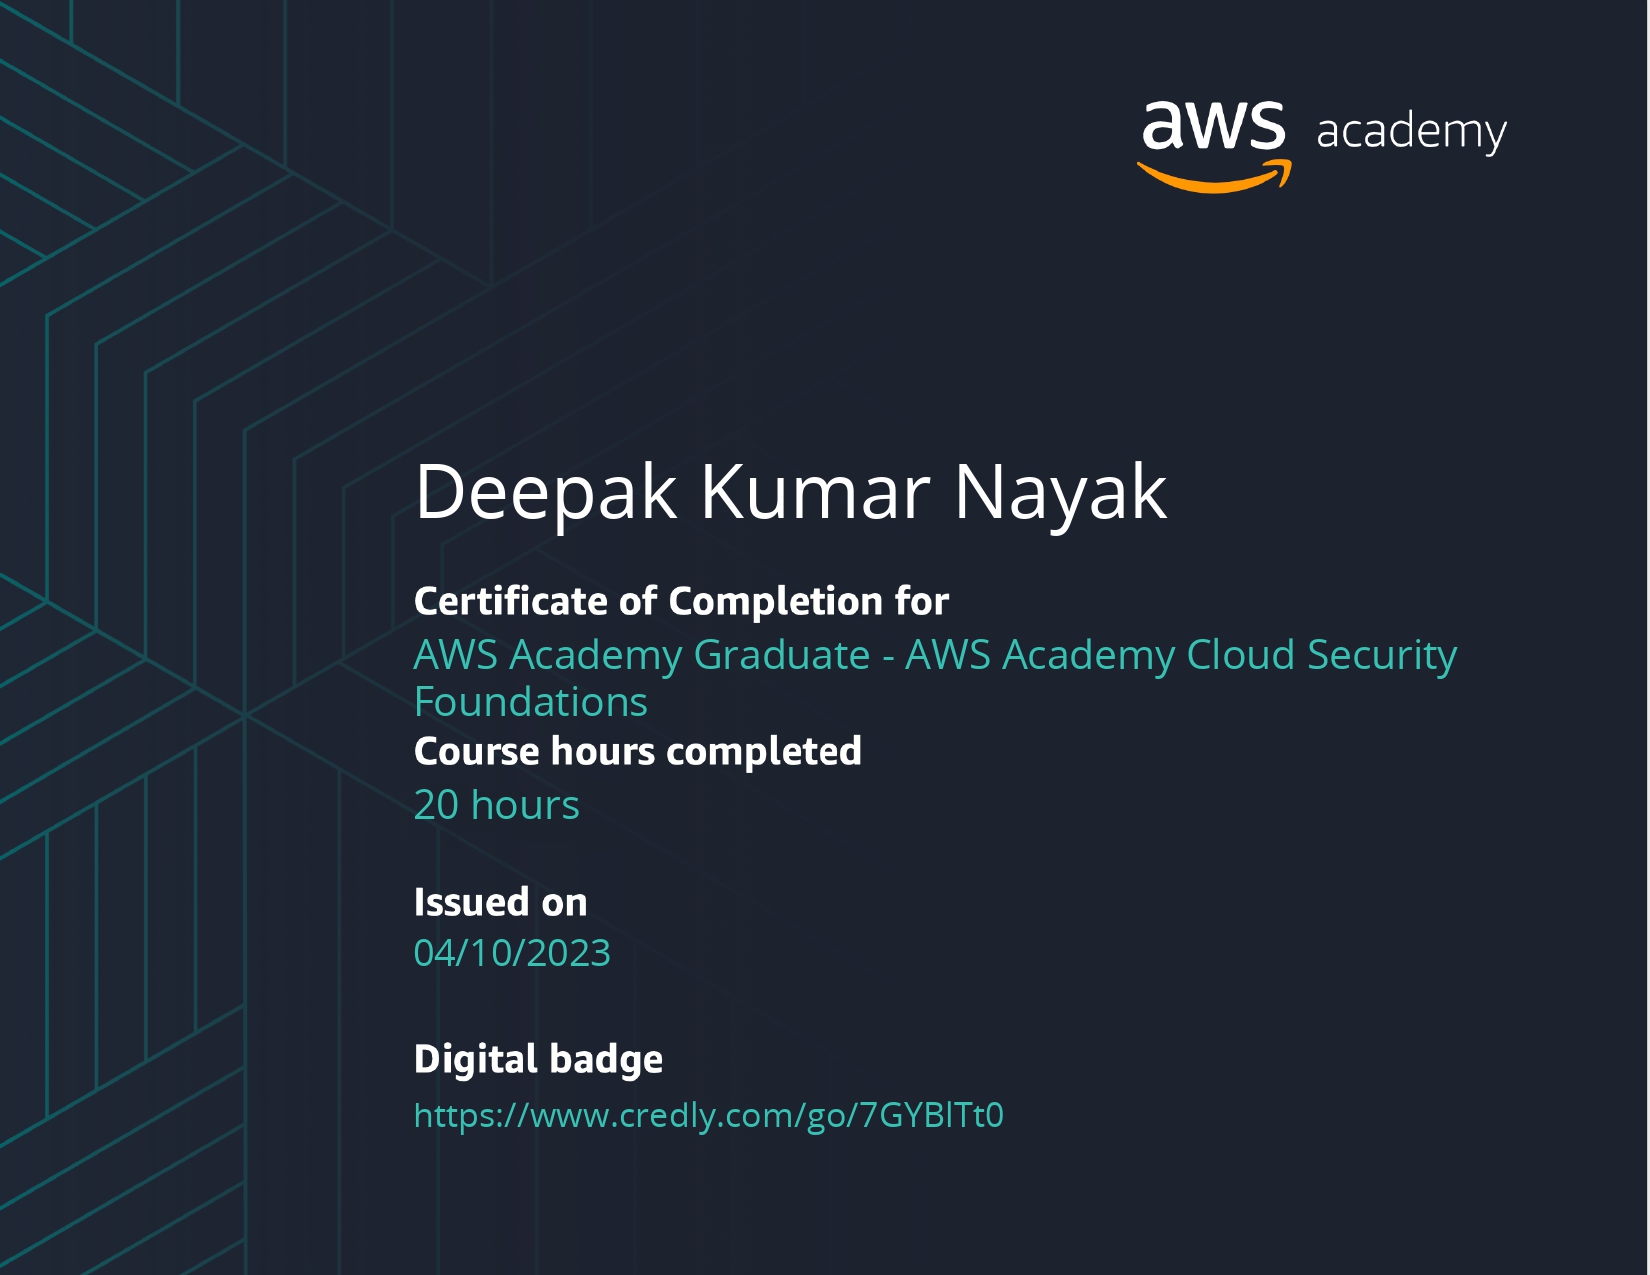 aws academy
Deepak Kumar Nayak
Certificate of Completion for
AWS Academy Graduate - AWS Academy Cloud Security
Foundations
Course hours completed
20 hours
Issued on
04/10/2023
Digital badge
https://www.credly.com/go/7GYBlTt0